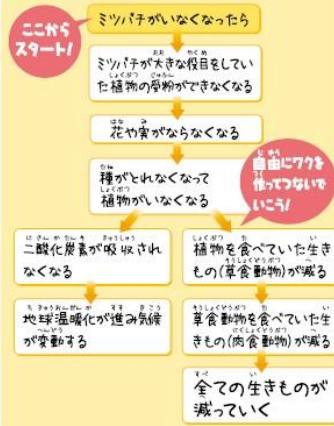 ここから
スタート!
ミツバチがいなくなったら
ミツバチが大きな役目をしてい
た植物の受粉ができなくなる
花や実がならなくなる
種がとれなくなって
植物がいなくなる
自由にワクを
作ってつないで
いこう!
二酸化炭素が吸収され
なくなる
植物を食べていた生き
もの(草食動物)が減る
地球温暖化が進み気候
が変動する
草食動物を食べていた生
きもの(肉食動物)が減る
全ての生きものが
減っていく